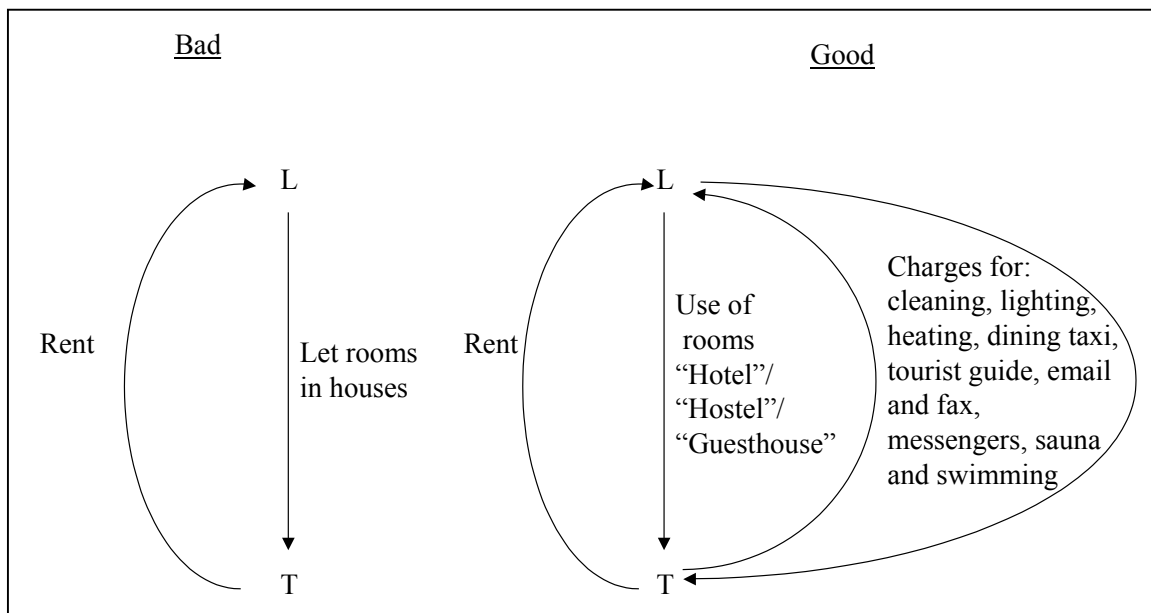 Bad
Good
L
L
Rent
Let rooms
in houses
Rent
Use of
rooms
“Hotel”/
“Hostel”/
“Guesthouse”
Charges for:
cleaning, lighting,
heating, dining taxi,
tourist guide, email
and fax,
messengers, sauna
and swimming
T
T